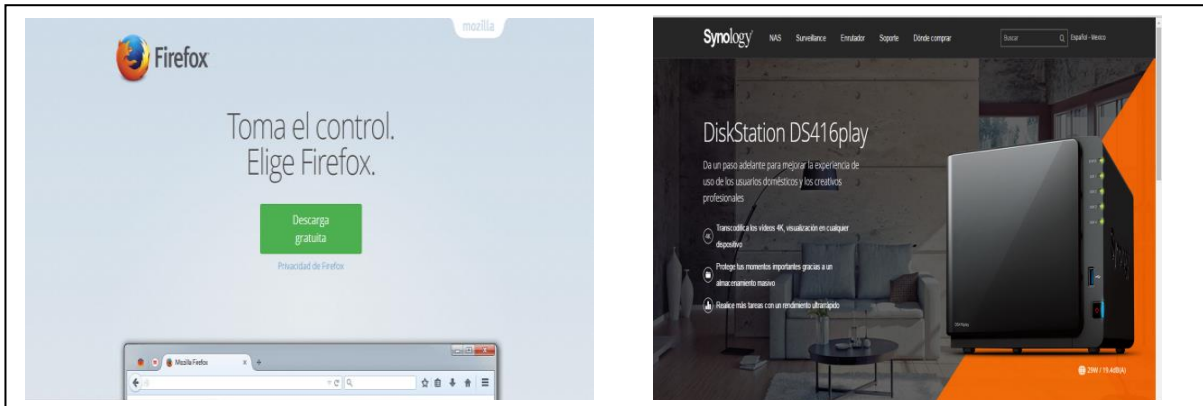 mozilla
Firefox
Toma el control.
Elige Firefox.
Descarga
gratuita
Privacidad de Firefox
Mozilla Firefox
Synology
NAS Surveillance Enrutador Soporte Dónde comprar
Buscar
Español - Mexico
DiskStation DS416play
Da un paso adelante para mejorar la experiencia de
uso de los usuarios domésticos y los creativos
profesionales
4K
Transcodifica los vídeos 4K, visualización en cualquier
dispositivo
Protege tus momentos importantes gracias a un
almacenamiento masivo
Realice más tareas con un rendimiento ultrarrápido